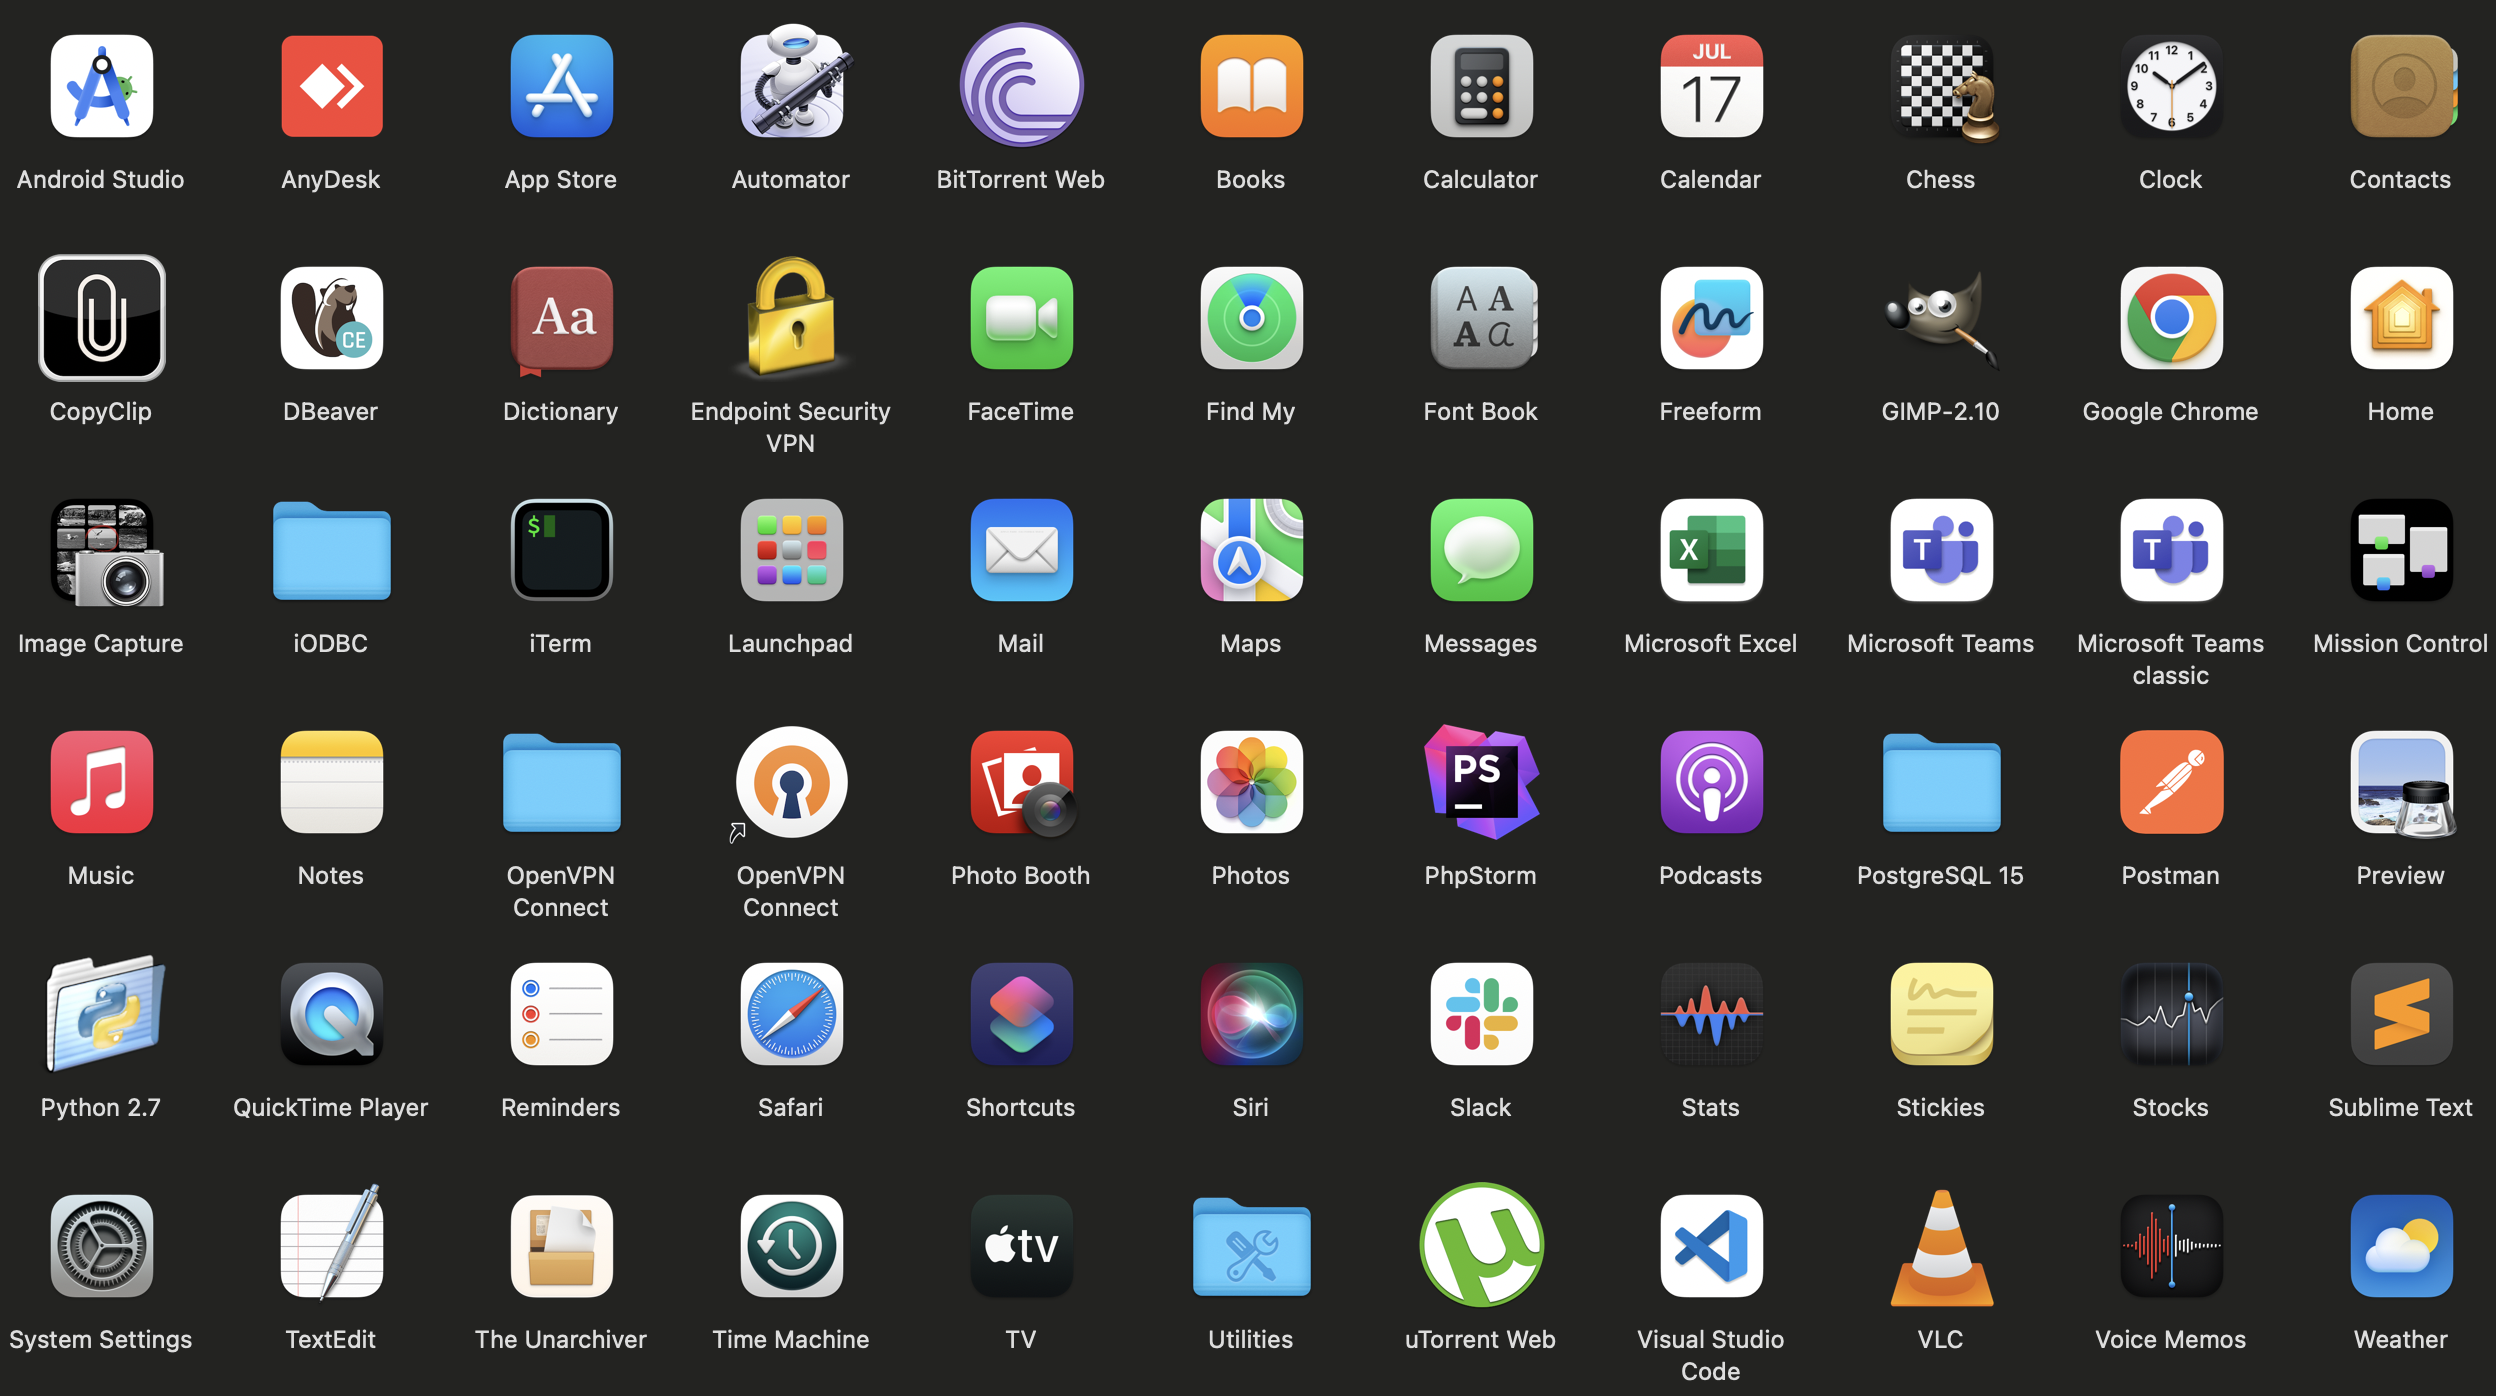 JUL
17
Android Studio
AnyDesk
App Store
Automator
BitTorrent Web
Books
Calculator
Calendar
Chess
Clock
Contacts
Aa
CE
A A
A a
CopyClip
DBeaver
Dictionary
Endpoint Security
VPN
FaceTime
Find My
Font Book
Freeform
GIMP-2.10
Google Chrome
Home
$
X
T
T
Image Capture
iODBC
iTerm
Launchpad
Mail
Maps
Messages
Microsoft Excel
Microsoft Teams
Microsoft Teams
classic
Mission Control
PS
Music
Notes
OpenVPN
Connect
OpenVPN
Connect
Photo Booth
Photos
PhpStorm
Podcasts
PostgreSQL 15
Postman
Preview
Python 2.7
QuickTime Player
Reminders
Safari
Shortcuts
Siri
Slack
Stats
Stickies
Stocks
Sublime Text
tv
µ
System Settings
TextEdit
The Unarchiver
Time Machine
TV
Utilities
uTorrent Web
Visual Studio
Code
VLC
Voice Memos
Weather